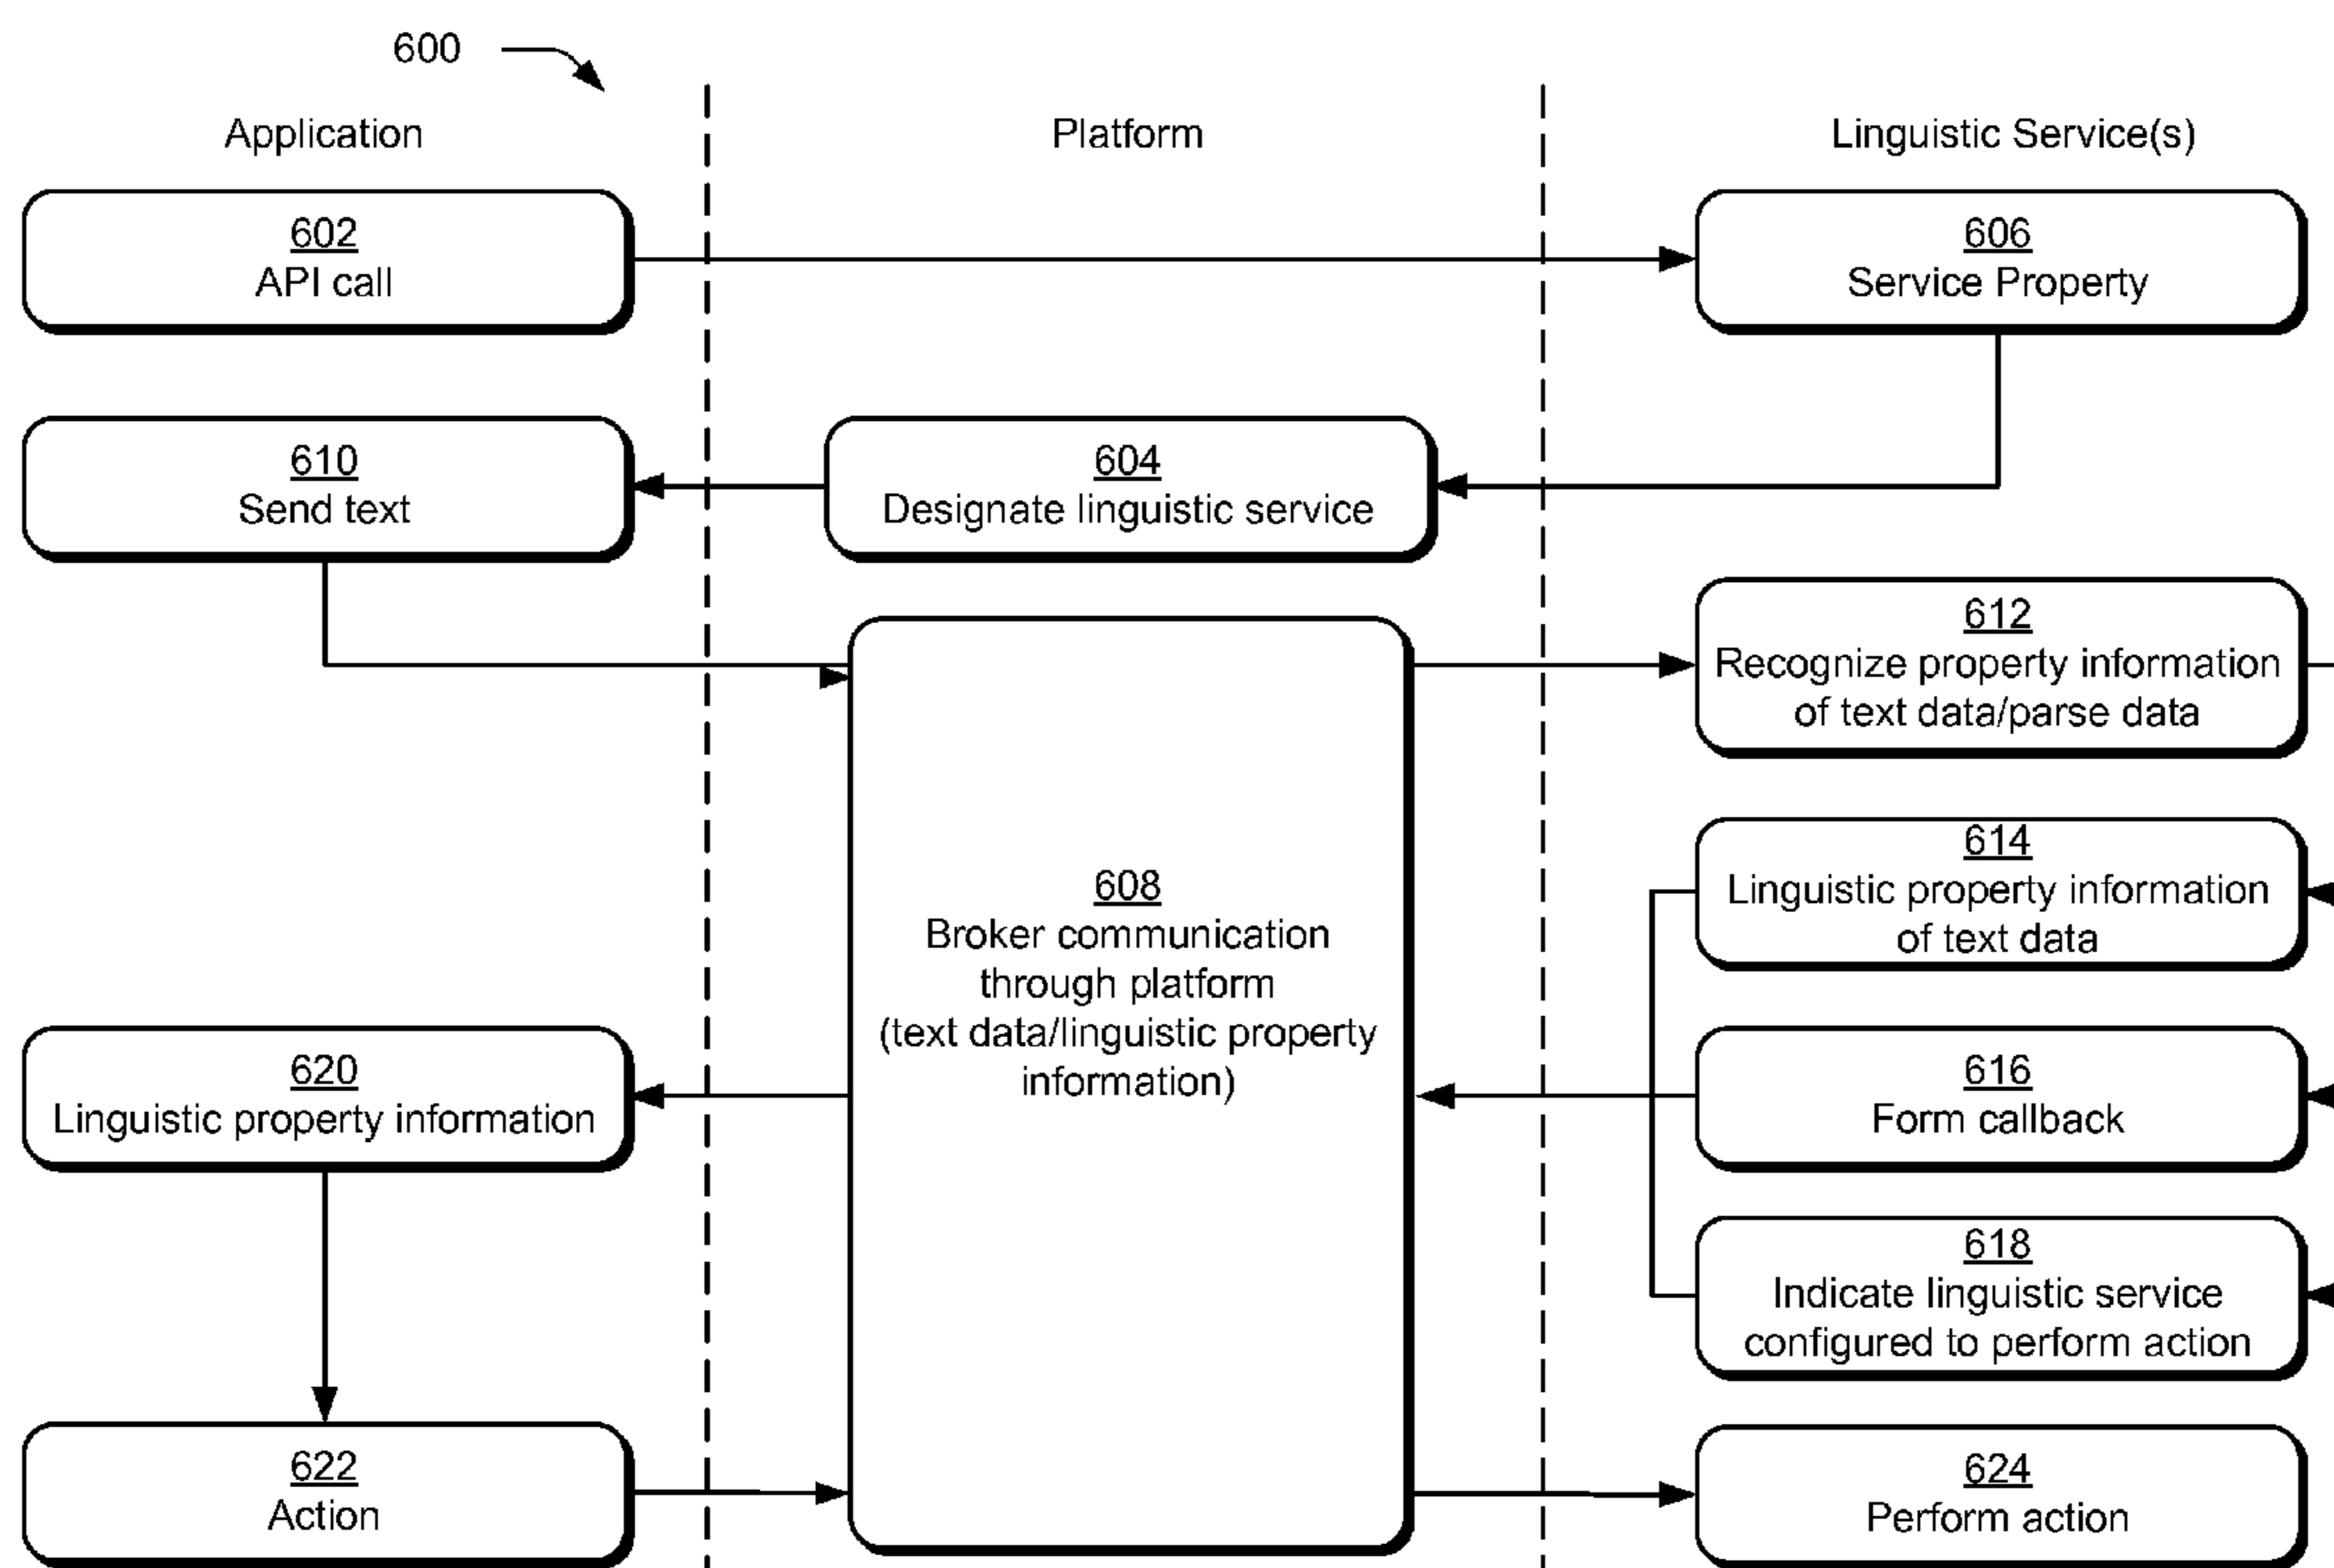 600
Application
Platform
Linguistic Service(s)
602
API call
606
Service Property
610
Send text
604
Designate linguistic service
612
Recognize property information
of text data/parse data
608
Broker communication
through platform
(text data/linguistic property
information)
614
Linguistic property information
of text data
620
Linguistic property information
616
Form callback
618
Indicate linguistic service
configured to perform action
622
Action
624
Perform action